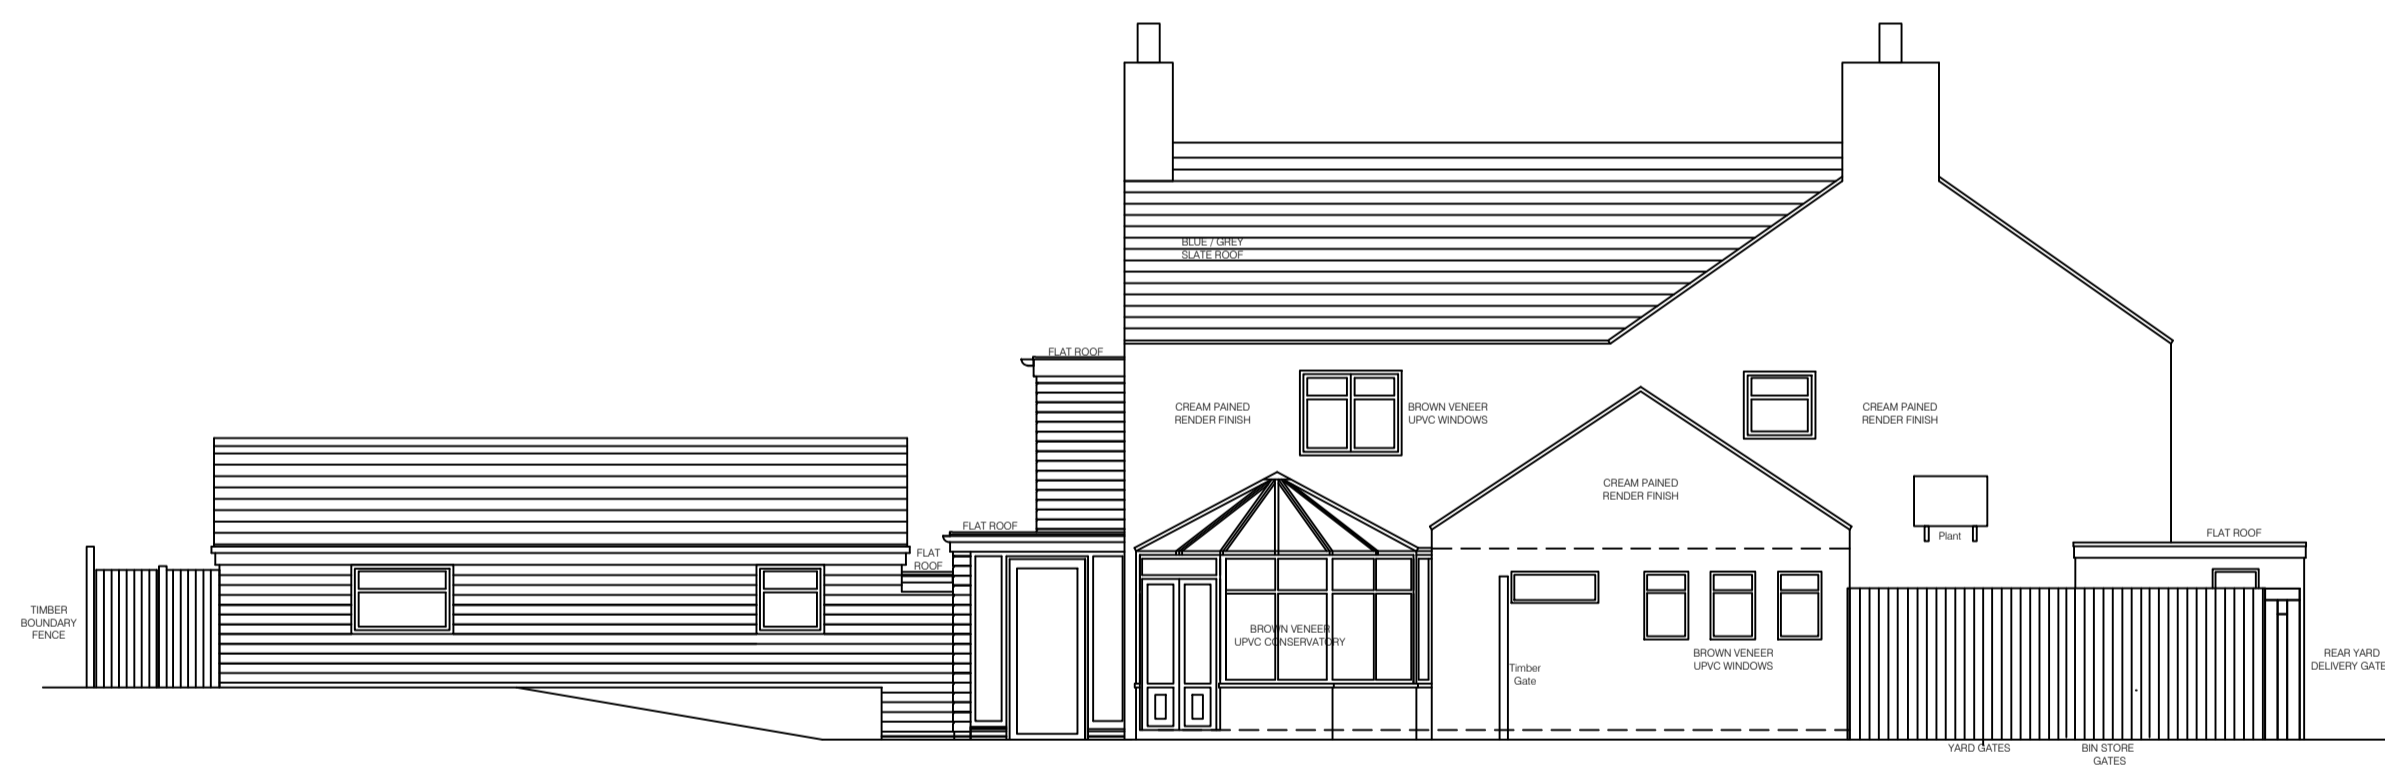 BLUE / GREY
SLATE ROOF
FLAT ROOF
CREAM PAINED
RENDER FINISH
BROWN VENEER
UPVC WINDOWS
CREAM PAINED
RENDER FINISH
CREAM PAINED
RENDER FINISH
FLAT ROOF
FLAT
ROOF
Plant
FLAT ROOF
TIMBER
BOUNDARY
FENCE
BROWN VENEER
UPVC CONSERVATORY
Timber
Gate
BROWN VENEER
UPVC WINDOWS
REAR YARD
DELIVERY GATE
YARD GATES
BIN STORE
GATES